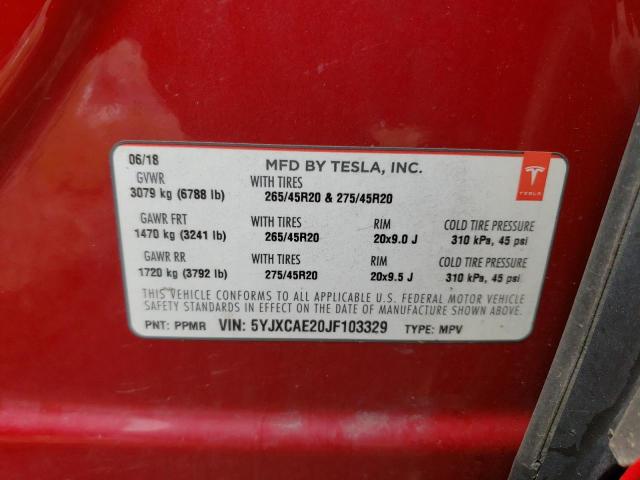 06/18 MFD BY TESLA, INC.
GVWR WITH TIRES
3079 kg (6788 lb) 265/45R20 & 275/45R20
TESLA
GAWR FRT WITH TIRES RIM COLD TIRE PRESSURE
1470 kg (3241 lb) 265/45R20 20x9.0 J 310 kPa, 45 psi
GAWR RR WITH TIRES RIM COLD TIRE PRESSURE
1720 kg (3792 lb) 275/45R20 20x9.5 J 310 kPa, 45 psi
THIS VEHICLE CONFORMS TO ALL APPLICABLE U.S. FEDERAL MOTOR VEHICLE
SAFETY STANDARDS IN EFFECT ON THE DATE OF MANUFACTURE SHOWN ABOVE.
PNT: PPMR VIN: 5YJXCAE20JF103329 TYPE: MPV